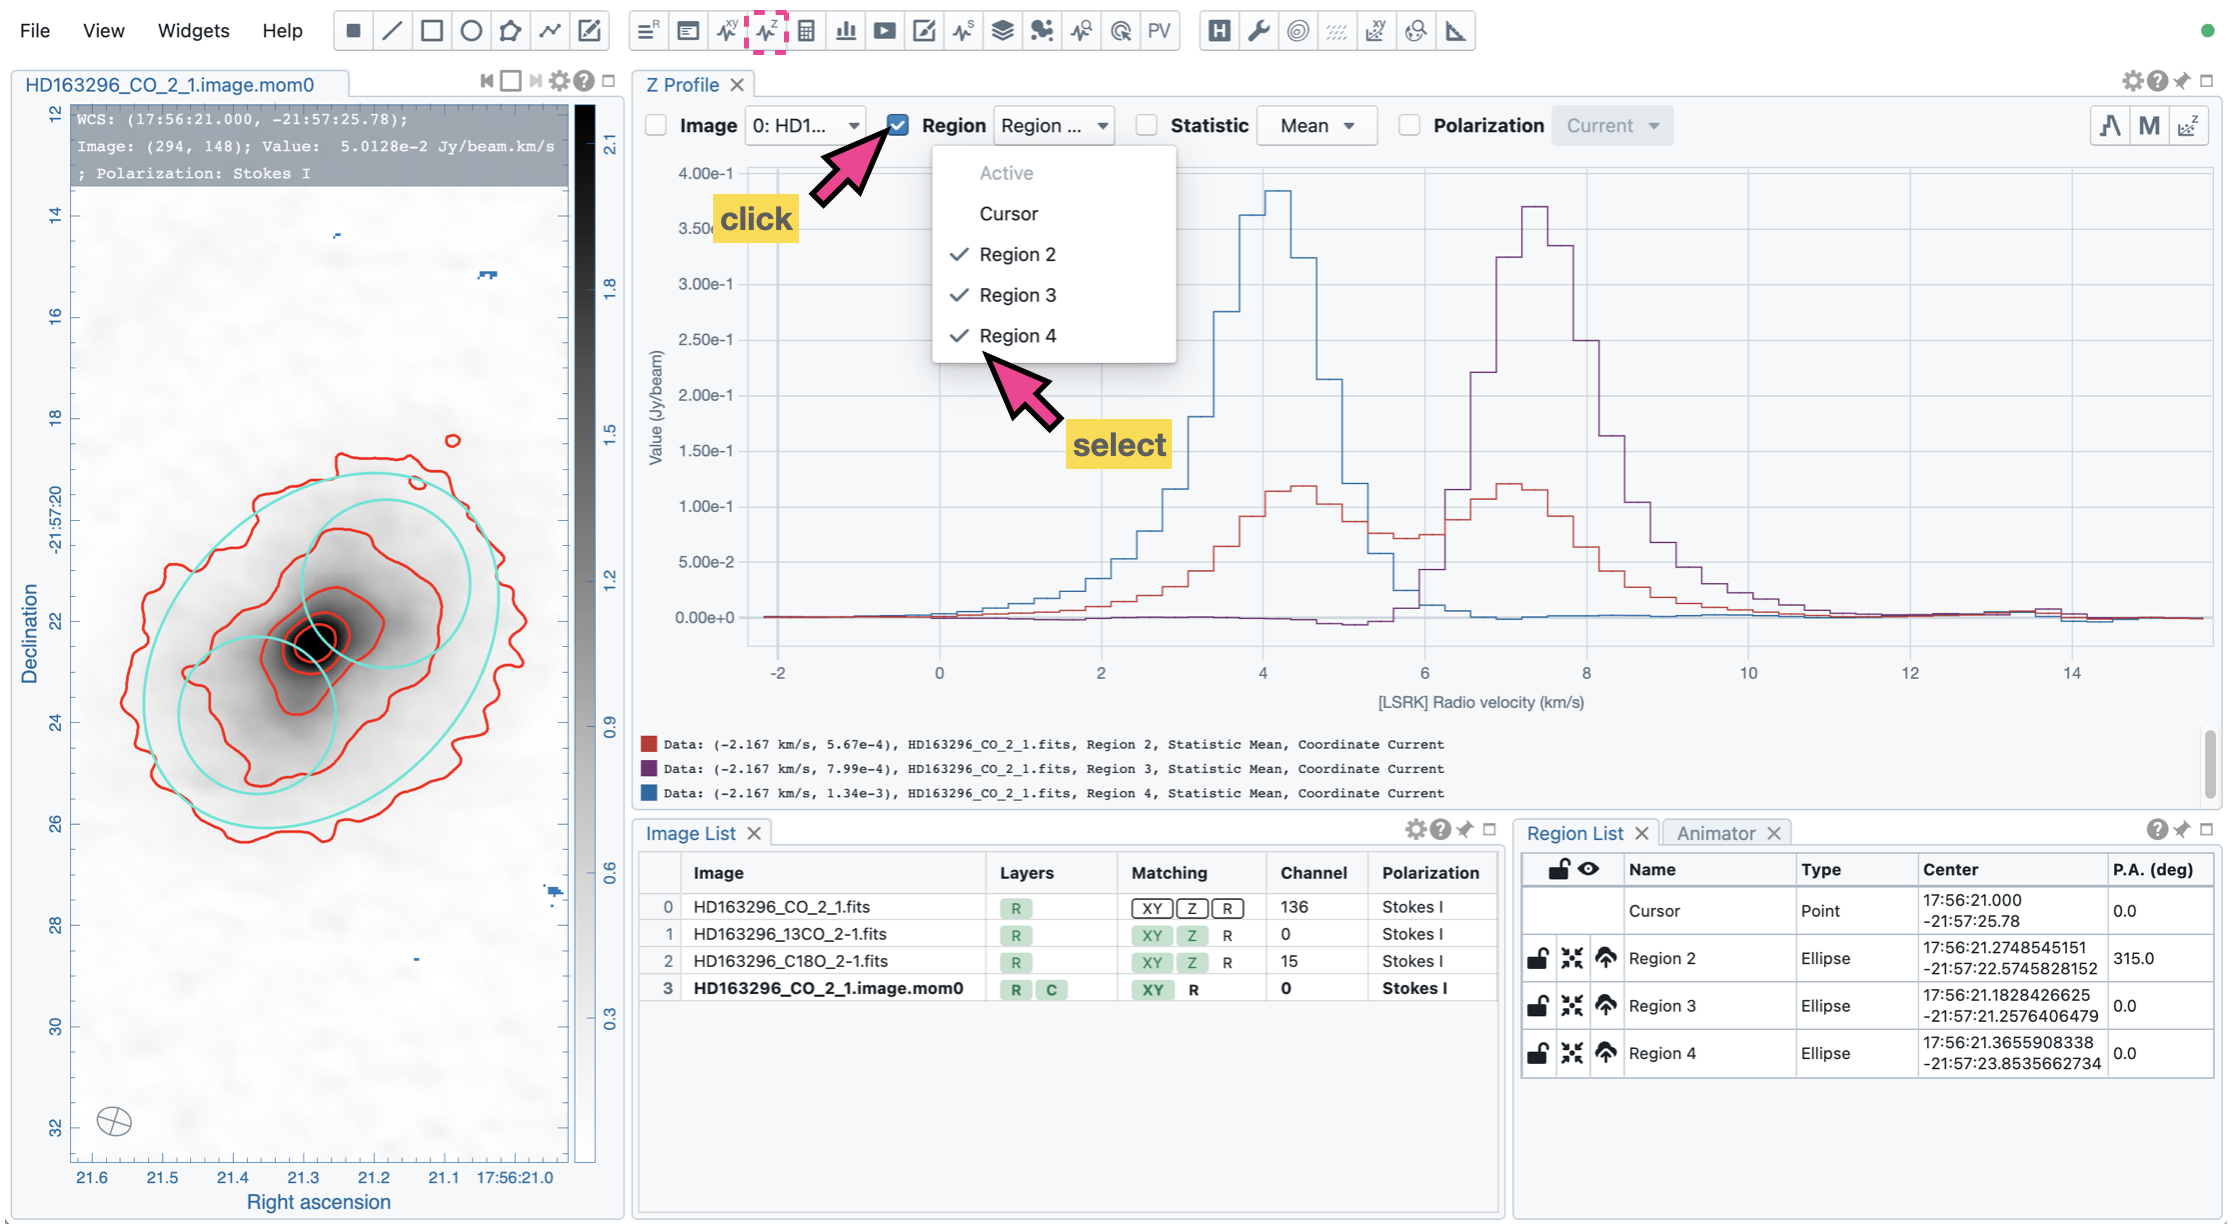 File View Widgets Help
R XY Z S PV H XY Z
HD163296_CO_2_1.image.mom0
WCS: (17:56:21.000, -21:57:25.78);
Image: (294, 148); Value: 5.0128e-2 Jy/beam.km/s
; Polarization: Stokes I
12
14
16
18
-21:57:20
22
24
26
28
30
32
Declination
21.6 21.5 21.4 21.3 21.2 21.1 17:56:21.0
Right ascension
2.1
1.8
1.5
1.2
0.9
0.6
0.3
Z Profile
Image 0: HD1... Region Region ... Statistic Mean Polarization Current M Z
click
Active
Cursor
Region 2
Region 3
Region 4
select
4.00e-1
3.50e
3.00e-1
2.50e-1
2.00e-1
1.50e-1
1.00e-1
5.00e-2
0.00e+0
Value (Jy/beam)
-2 0 2 4 6 8 10 12 14
[LSRK] Radio velocity (km/s)
Data: (-2.167 km/s, 5.67e-4), HD163296_CO_2_1.fits, Region 2, Statistic Mean, Coordinate Current
Data: (-2.167 km/s, 7.99e-4), HD163296_CO_2_1.fits, Region 3, Statistic Mean, Coordinate Current
Data: (-2.167 km/s, 1.34e-3), HD163296_CO_2_1.fits, Region 4, Statistic Mean, Coordinate Current
Image List
Image Layers Matching Channel Polarization
0 HD163296_CO_2_1.fits R XY Z R 136 Stokes I
1 HD163296_13CO_2-1.fits R XY Z R 0 Stokes I
2 HD163296_C18O_2-1.fits R XY Z R 15 Stokes I
3 HD163296_CO_2_1.image.mom0 R C XY R 0 Stokes I
Region List Animator
Name Type Center P.A. (deg)
Cursor Point 17:56:21.000 0.0
-21:57:25.78
Region 2 Ellipse 17:56:21.2748545151 315.0
-21:57:22.5745828152
Region 3 Ellipse 17:56:21.1828426625 0.0
-21:57:21.2576406479
Region 4 Ellipse 17:56:21.3655908338 0.0
-21:57:23.8535662734